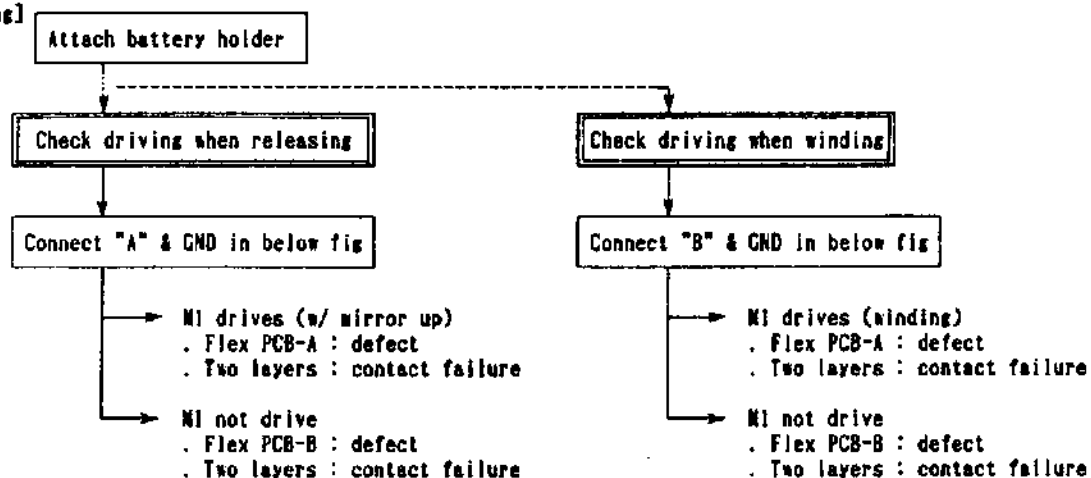 g]
Attach battery holder
Check driving when releasing
Check driving when winding
Connect "A" & GND in below fig
Connect "B" & GND in below fig
M1 drives (w/ mirror up)
. Flex PCB-A : defect
. Two layers : contact failure
M1 not drive
. Flex PCB-B : defect
. Two layers : contact failure
M1 drives (winding)
. Flex PCB-A : defect
. Two layers : contact failure
M1 not drive
. Flex PCB-B : defect
. Two layers : contact failure